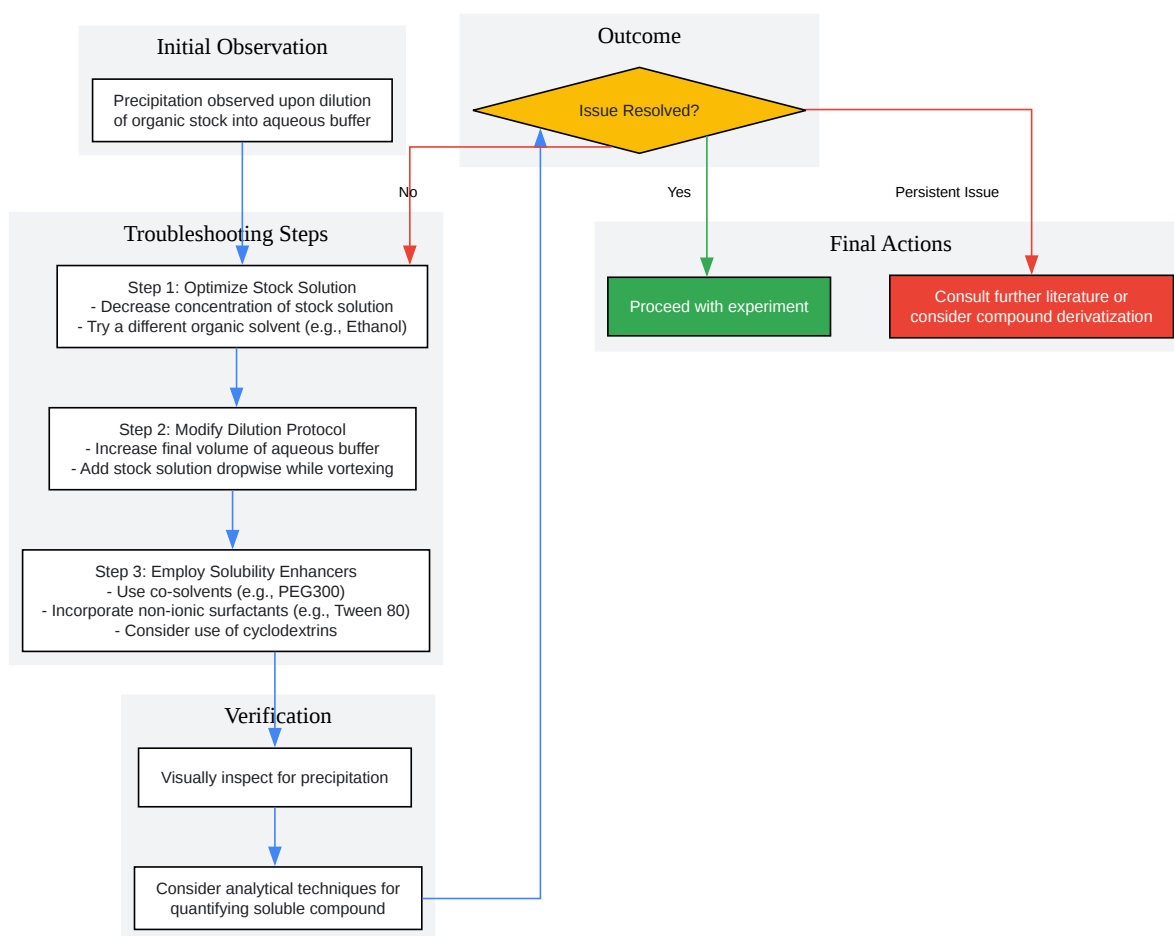 Initial Observation
Precipitation observed upon dilution
of organic stock into aqueous buffer
Outcome
Issue Resolved?
No
Yes
Persistent Issue
Troubleshooting Steps
Step 1: Optimize Stock Solution
- Decrease concentration of stock solution
- Try a different organic solvent (e.g., Ethanol)
Step 2: Modify Dilution Protocol
- Increase final volume of aqueous buffer
- Add stock solution dropwise while vortexing
Step 3: Employ Solubility Enhancers
- Use co-solvents (e.g., PEG300)
- Incorporate non-ionic surfactants (e.g., Tween 80)
- Consider use of cyclodextrins
Final Actions
Proceed with experiment
Consult further literature or
consider compound derivatization
Verification
Visually inspect for precipitation
Consider analytical techniques for
quantifying soluble compound